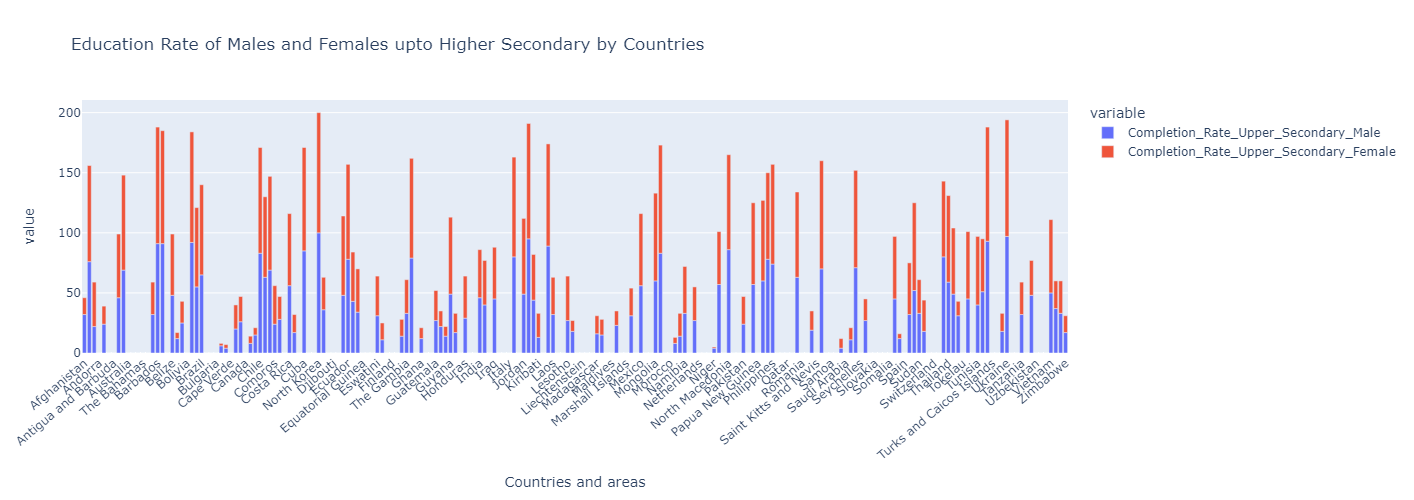 Education Rate of Males and Females upto Higher Secondary by Countries
variable
Completion_Rate_Upper_Secondary_Male
Completion_Rate_Upper_Secondary_Female
value
200
150
100
50
0
Afghanistan
Andorra
Antigua and Barbuda
Australia
The Bahamas
Barbados
Belize
Bolivia
Brazil
Bulgaria
Cape Verde
Canada
Chile
Comoros
Costa Rica
Cuba
North Korea
Djibouti
Ecuador
Equatorial Guinea
Eswatini
Finland
The Gambia
Ghana
Guatemala
Guyana
Honduras
India
Iraq
Italy
Jordan
Kiribati
Laos
Lesotho
Liechtenstein
Madagascar
Maldives
Marshall Islands
Mexico
Mongolia
Morocco
Namibia
Netherlands
Niger
North Macedonia
Pakistan
Papua New Guinea
Philippines
Qatar
Romania
Saint Kitts and Nevis
Samoa
Saudi Arabia
Seychelles
Slovakia
Somalia
Spain
Sudan
Switzerland
Thailand
Tokelau
Tunisia
Turks and Caicos Islands
Ukraine
Tanzania
Uzbekistan
Vietnam
Zimbabwe
Countries and areas